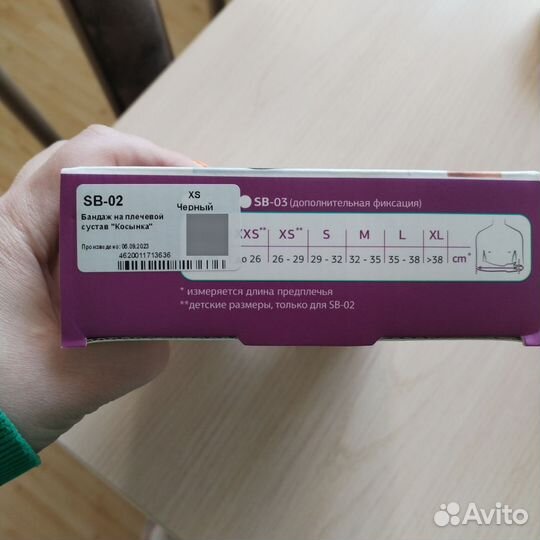 SB-02
XS
Черный
Бандаж на плечевой
сустав "Косынка"
Произведено: 05.09.2023
4620011713636
SB-03 (дополнительная фиксация)
XXS** XS** S M L XL
26 26 - 29 29 - 32 32 - 35 35 - 38 >38 cm*
* измеряется длина предплечья
**детские размеры, только для SB-02
Avito